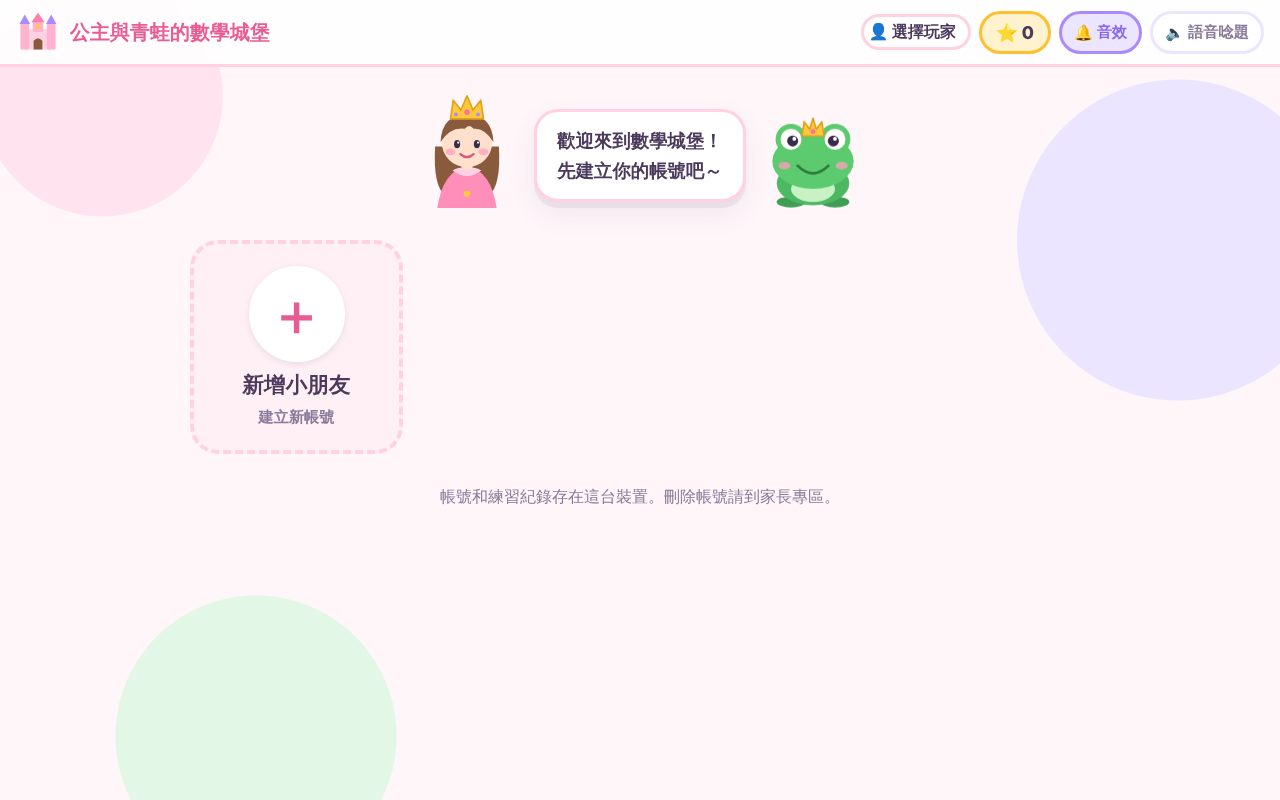 公主與青蛙的數學城堡
選擇玩家
0
音效
語音唸題
歡迎來到數學城堡！
先建立你的帳號吧～
+
新增小朋友
建立新帳號
帳號和練習紀錄存在這台裝置。刪除帳號請到家長專區。